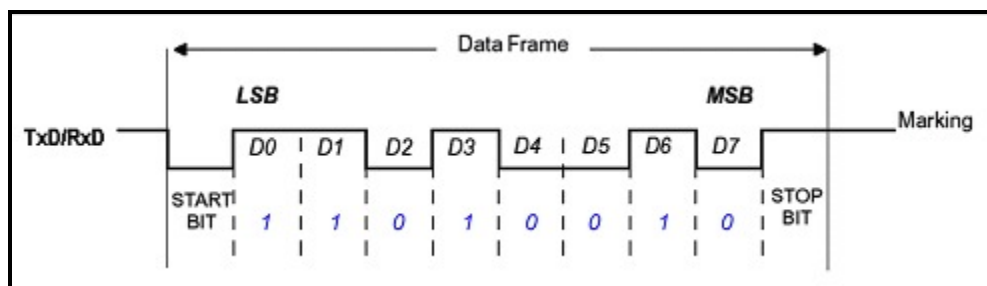 Data Frame
LSB MSB
TxD/RxD D0 D1 D2 D3 D4 D5 D6 D7 Marking
START BIT 1 1 0 1 0 0 1 0 STOP BIT